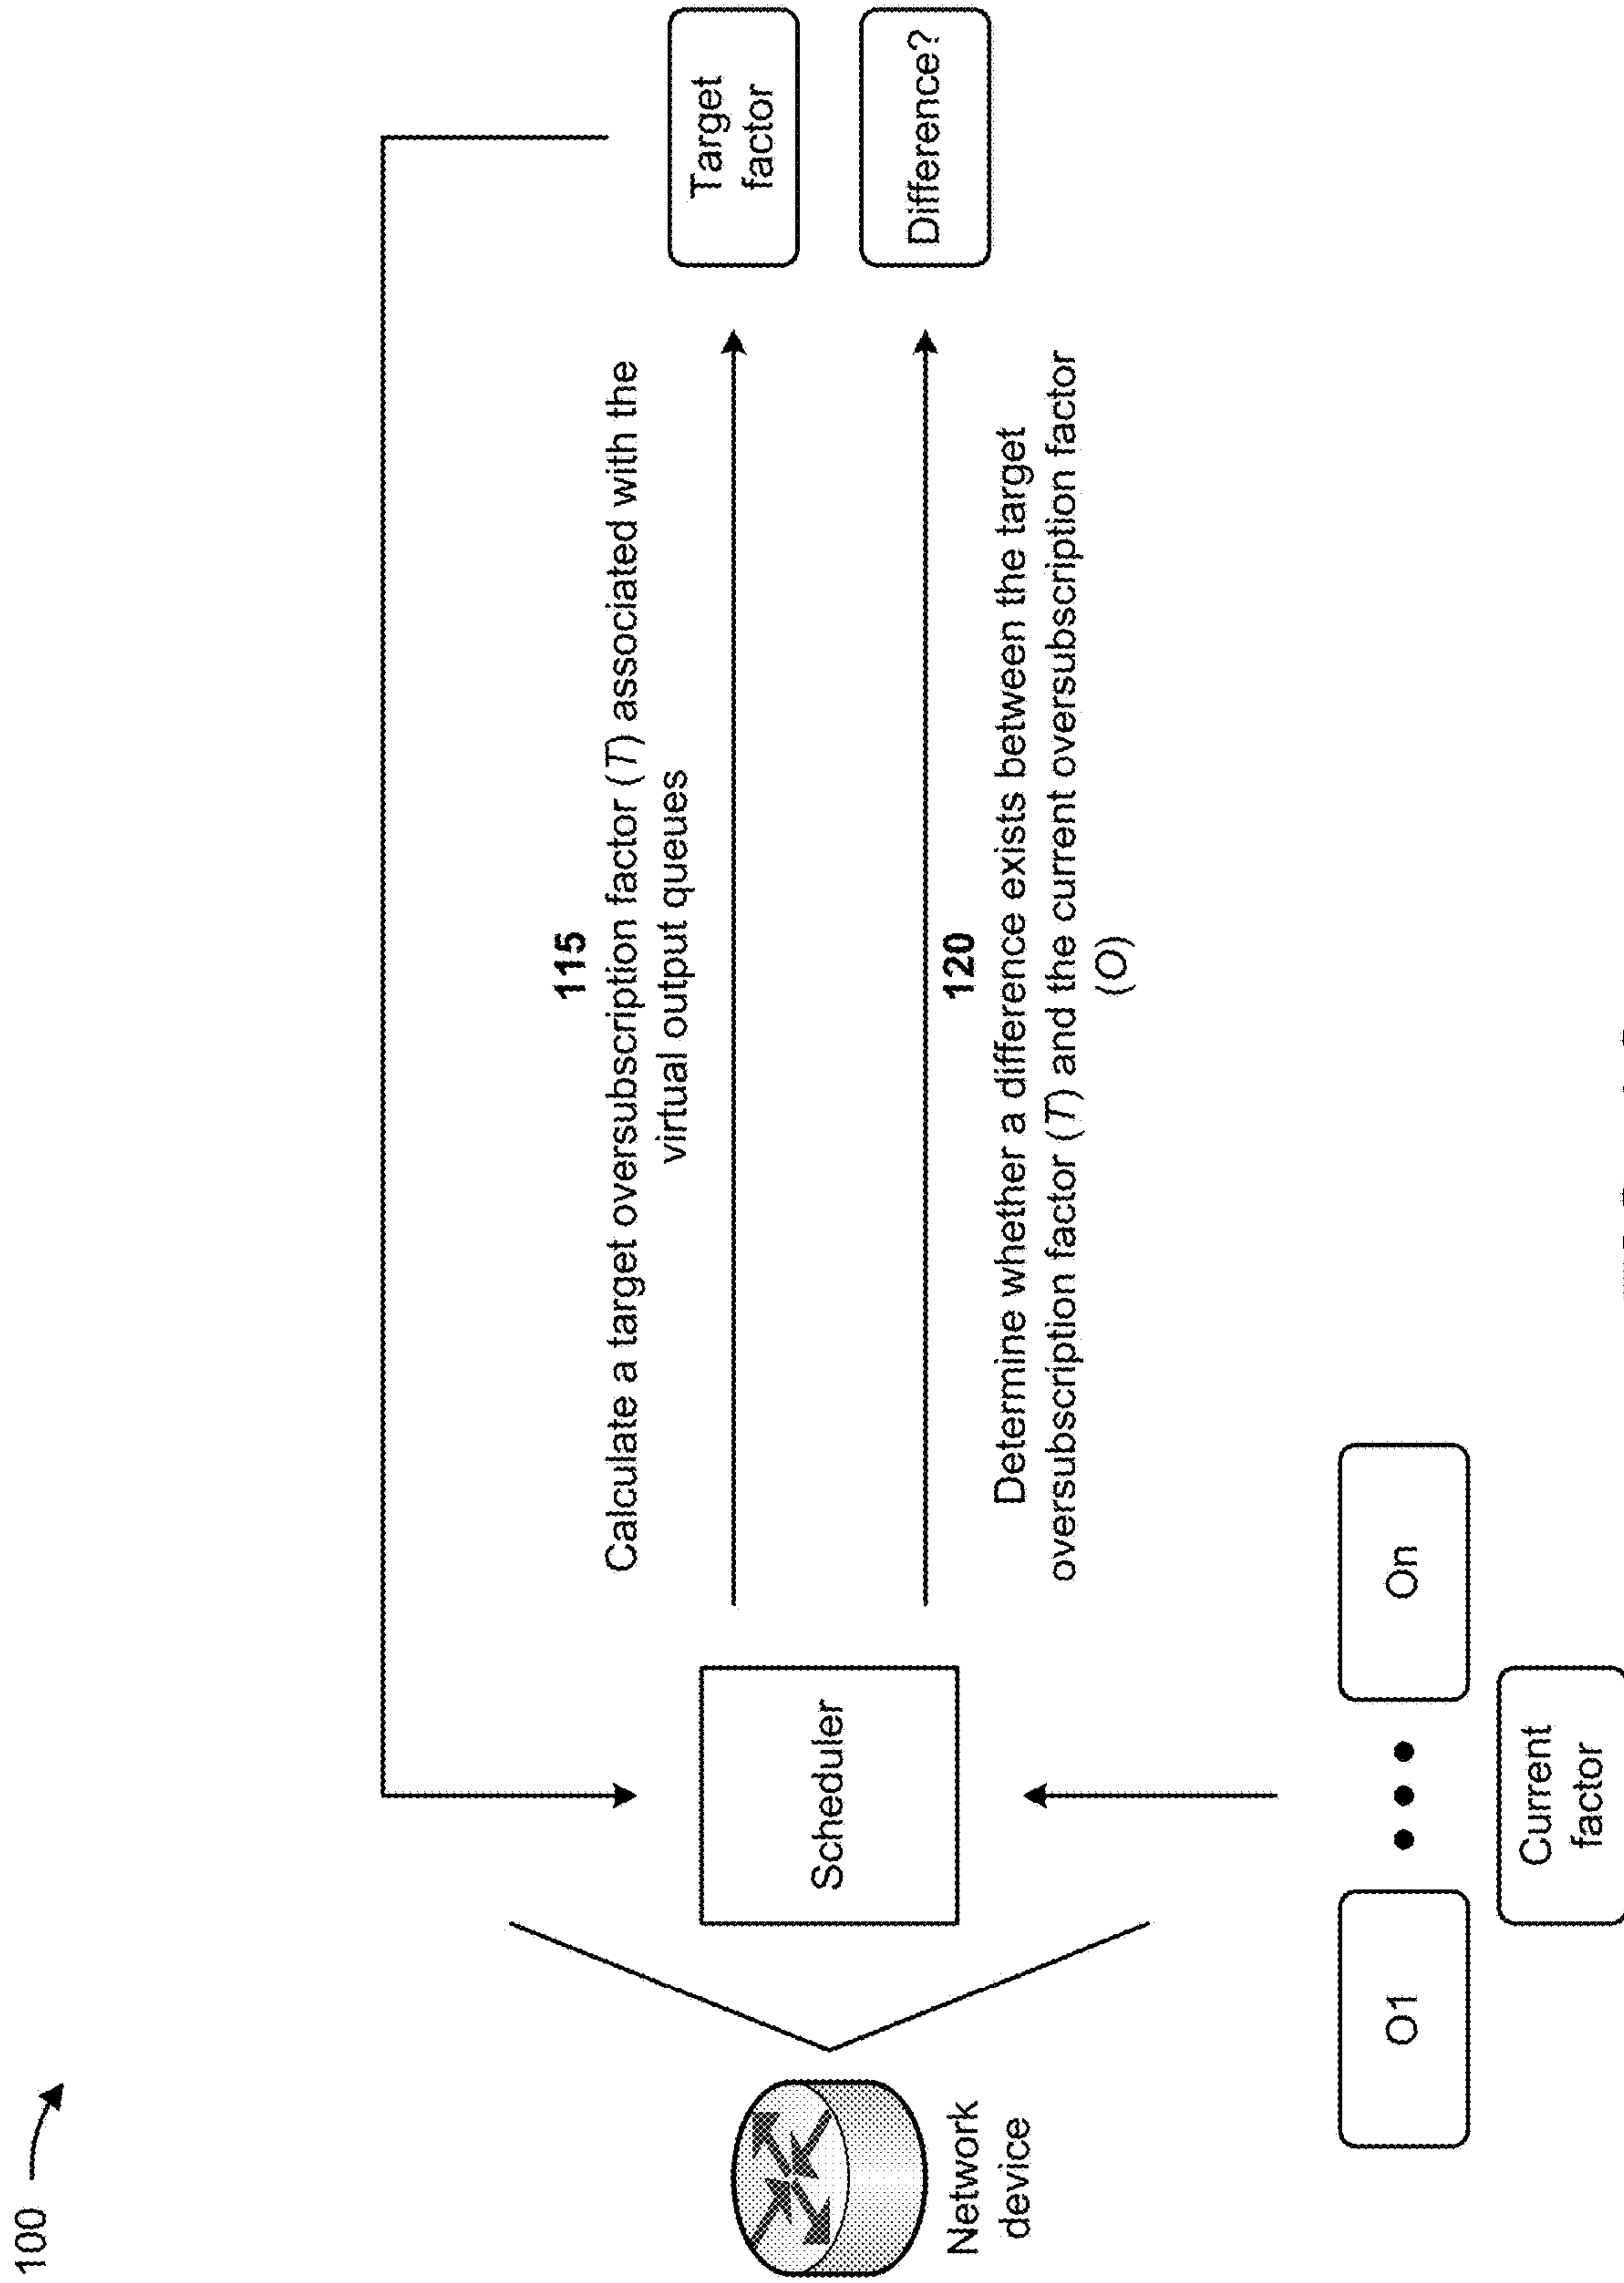 100
115
Calculate a target oversubscription factor (T) associated with the
virtual output queues
Target
factor
Scheduler
Network
device
120
Determine whether a difference exists between the target
oversubscription factor (T) and the current oversubscription factor
(O)
Difference?
O1
On
Current
factor